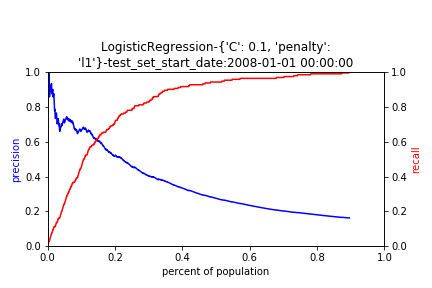 LogisticRegression-{'C': 0.1, 'penalty':
'l1'}-test_set_start_date:2008-01-01 00:00:00
1.0
0.8
0.6
0.4
0.2
0.0
precision
1.0
0.8
0.6
0.4
0.2
0.0
recall
0.0 0.2 0.4 0.6 0.8 1.0
percent of population